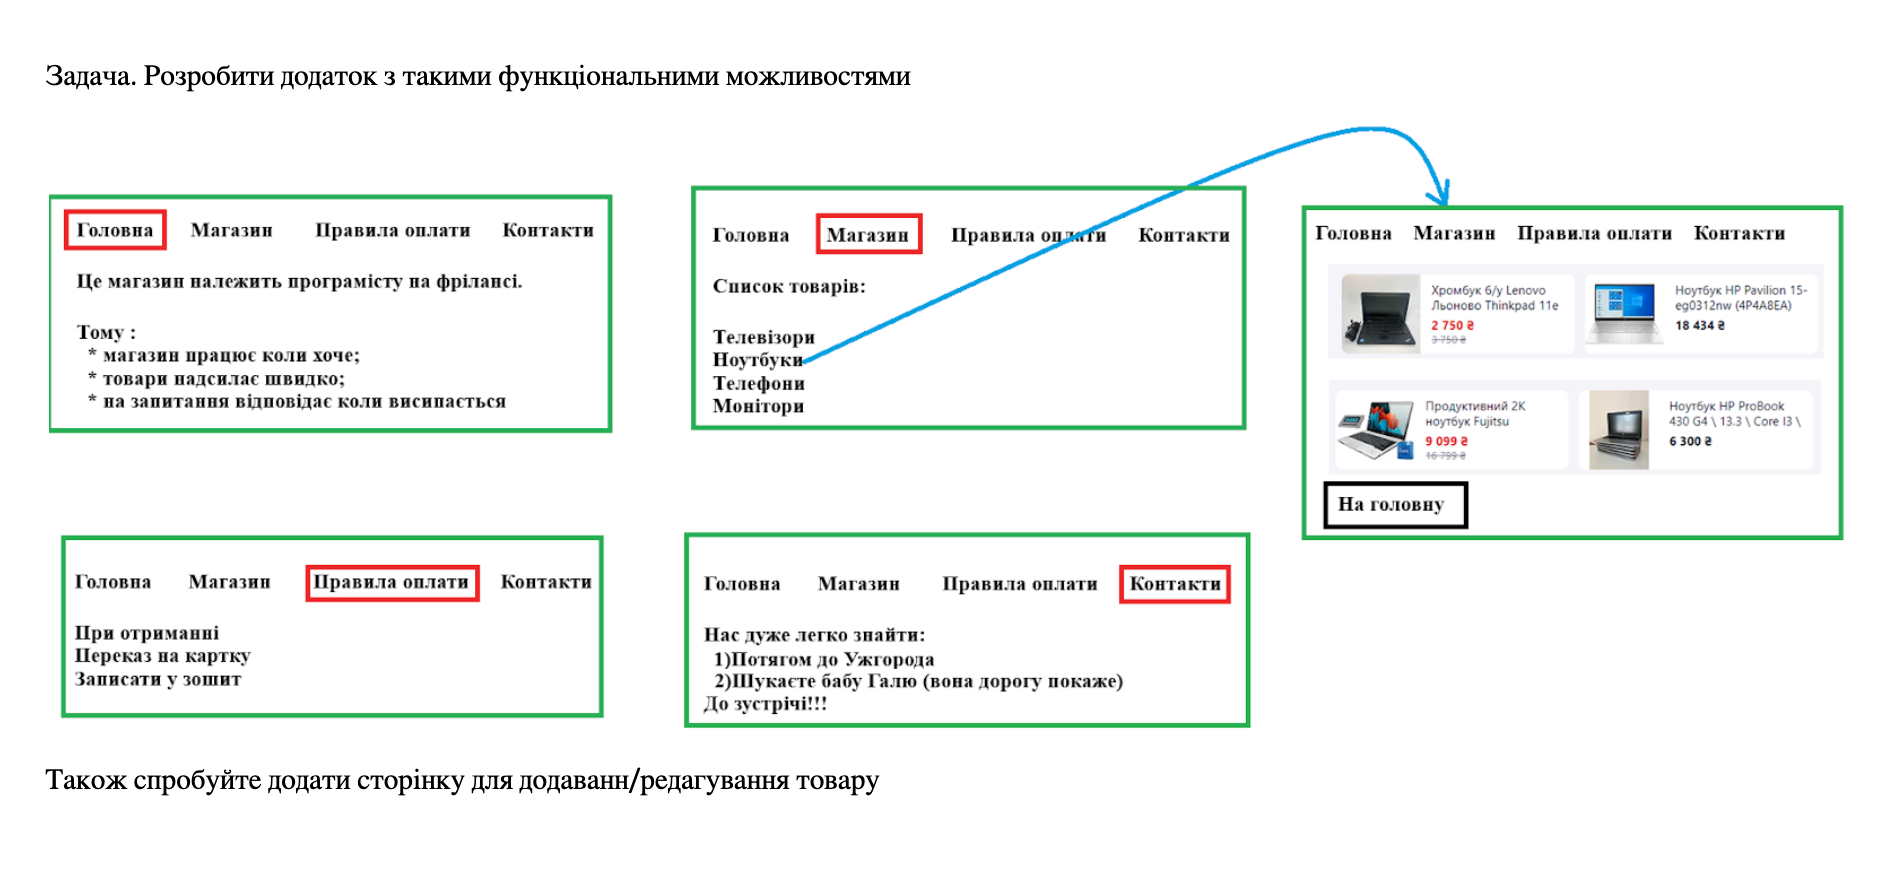 Задача. Розробити додаток з такими функціональними можливостями
Головна Магазин Правила оплати Контакти
Це магазин належить програмісту на фрілансі.
Тому :
* магазин працює коли хоче;
* товари надсилає швидко;
* на запитання відповідає коли висипається
Головна Магазин Правила оплати Контакти
Список товарів:
Телевізори
Ноутбуки
Телефони
Монітори
Головна Магазин Правила оплати Контакти
Хромбук б/у Lenovo
Льоново Thinkpad 11e
2 750 ₴
3 750 ₴
Ноутбук HP Pavilion 15-
eg0312nw (4P4A8EA)
18 434 ₴
Продуктивний 2K
ноутбук Fujitsu
9 099 ₴
16 799 ₴
Ноутбук HP ProBook
430 G4 \ 13.3 \ Core I3 \
6 300 ₴
На головну
Головна Магазин Правила оплати Контакти
При отриманні
Переказ на картку
Записати у зошит
Головна Магазин Правила оплати Контакти
Нас дуже легко знайти:
1)Потягом до Ужгорода
2)Шукаєте бабу Галю (вона дорогу покаже)
До зустрічі!!!
Також спробуйте додати сторінку для додаванн/редагування товару